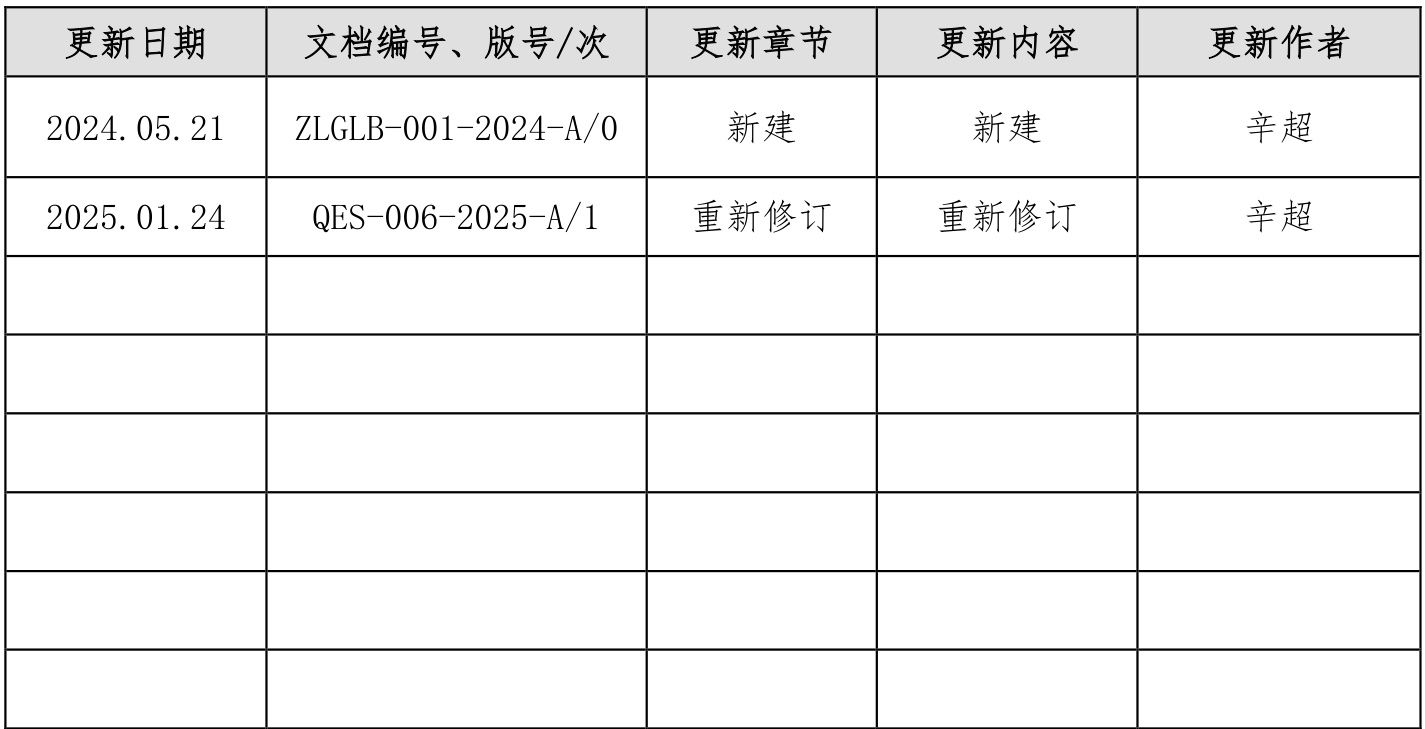 更新日期 文档编号、版号/次 更新章节 更新内容 更新作者
2024.05.21 ZLGLB-001-2024-A/0 新建 新建 辛超
2025.01.24 QES-006-2025-A/1 重新修订 重新修订 辛超